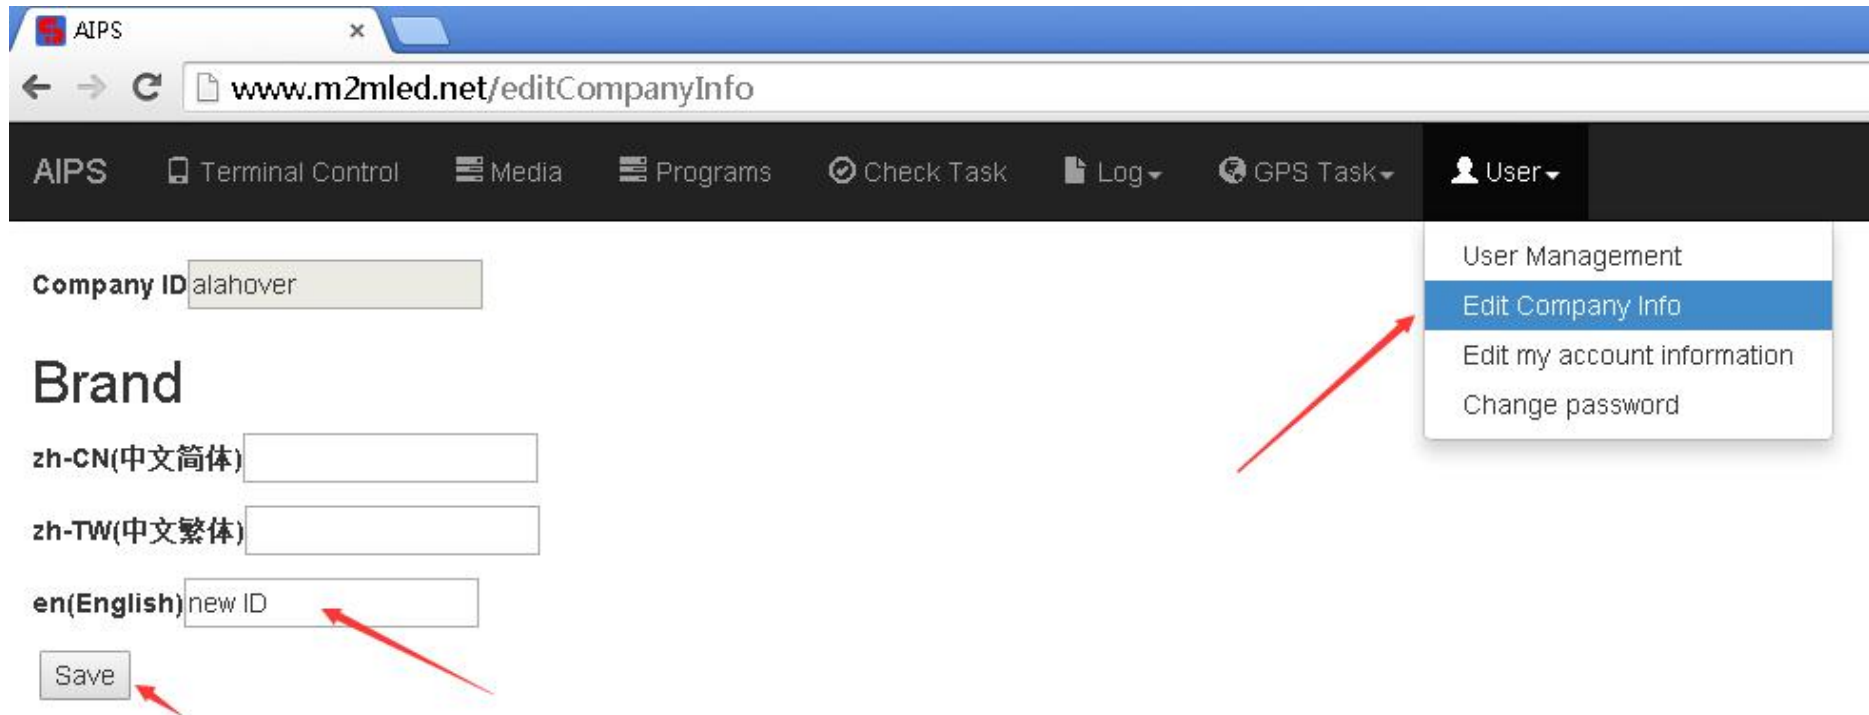 AIPS
www.m2mled.net/editCompanyInfo
AIPS Terminal Control Media Programs Check Task Log GPS Task User
User Management
Edit Company Info
Edit my account information
Change password
Company ID alahover
Brand
zh-CN(中文简体)
zh-TW(中文繁体)
en(English) new ID
Save